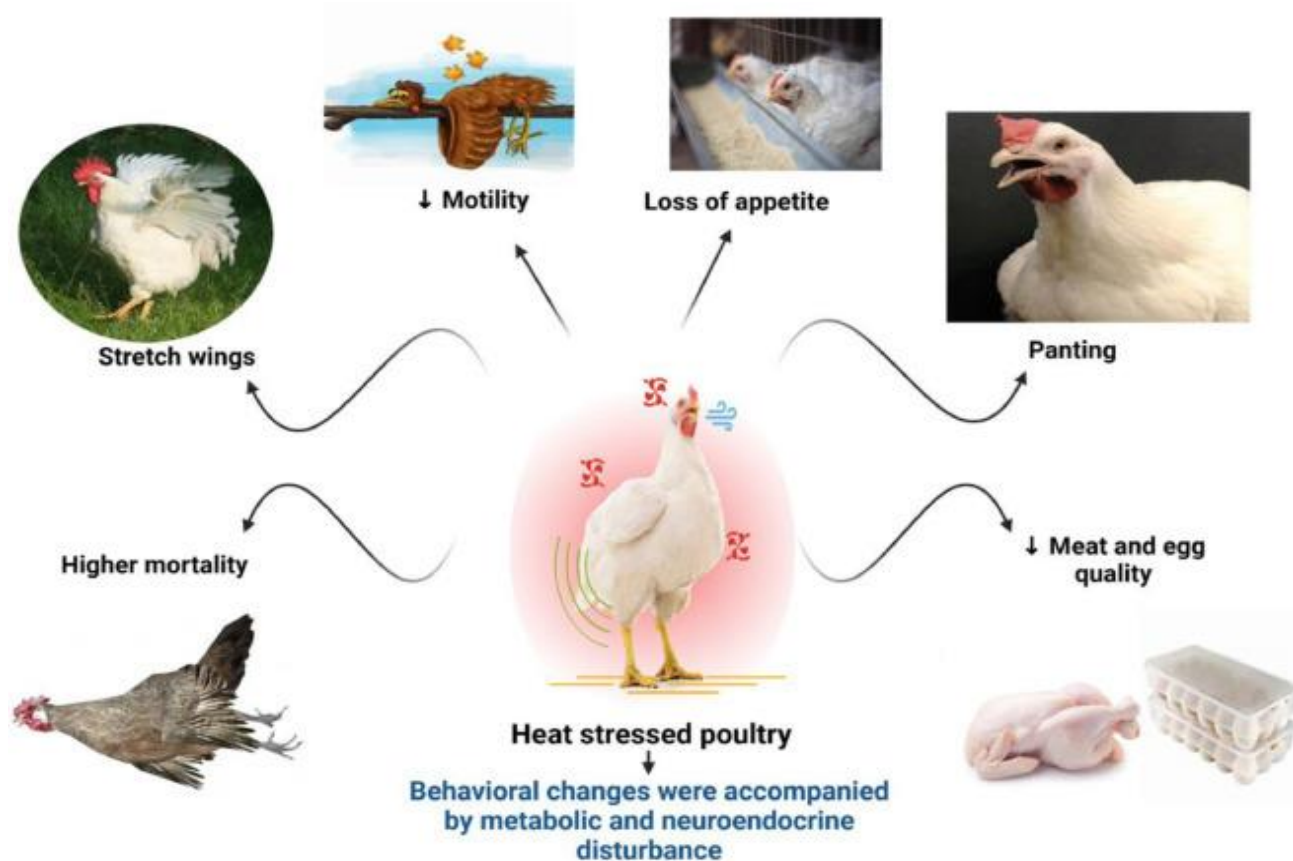 ↓ Motility
Loss of appetite
Stretch wings
Panting
Higher mortality
↓ Meat and egg
quality
Heat stressed poultry
Behavioral changes were accompanied
by metabolic and neuroendocrine
disturbance